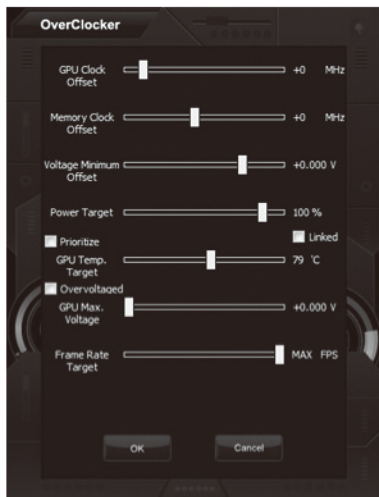 OverClocker
GPU Clock Offset +0 MHz
Memory Clock Offset +0 MHz
Voltage Minimum Offset +0.000 V
Power Target 100 %
Prioritize Linked
GPU Temp. Target 79 ℃
Overvoltaged
GPU Max. Voltage +0.000 V
Frame Rate Target MAX FPS
OK Cancel